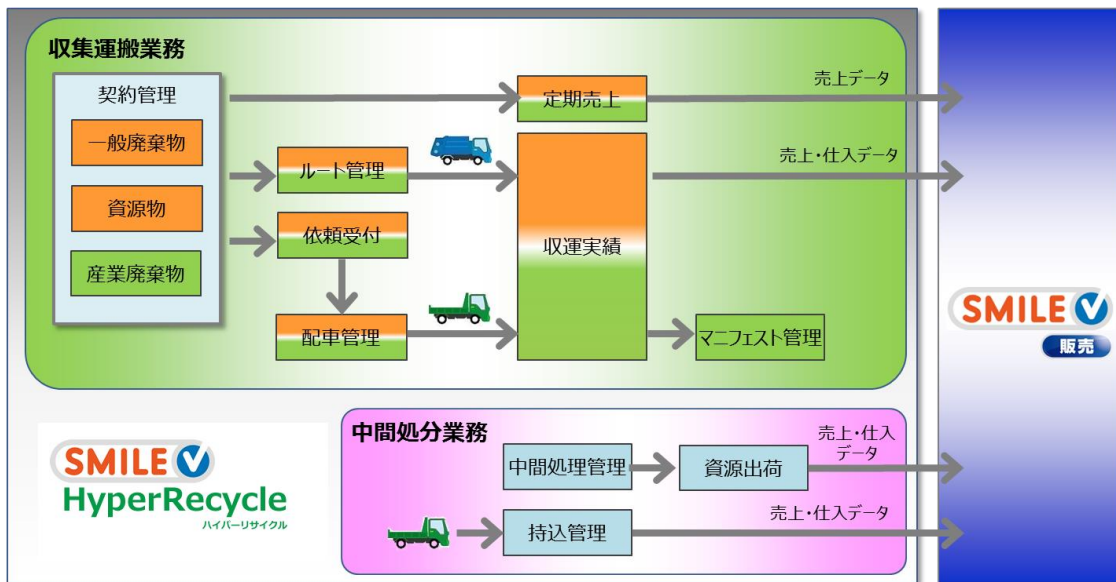 収集運搬業務
契約管理
一般廃棄物
資源物
産業廃棄物
ルート管理
依頼受付
配車管理
定期売上
収運実績
マニフェスト管理
売上データ
売上・仕入データ
SMILE V
販売
SMILE V
HyperRecycle
ハイパーリサイクル
中間処分業務
中間処理管理
資源出荷
売上・仕入
データ
持込管理
売上・仕入データ